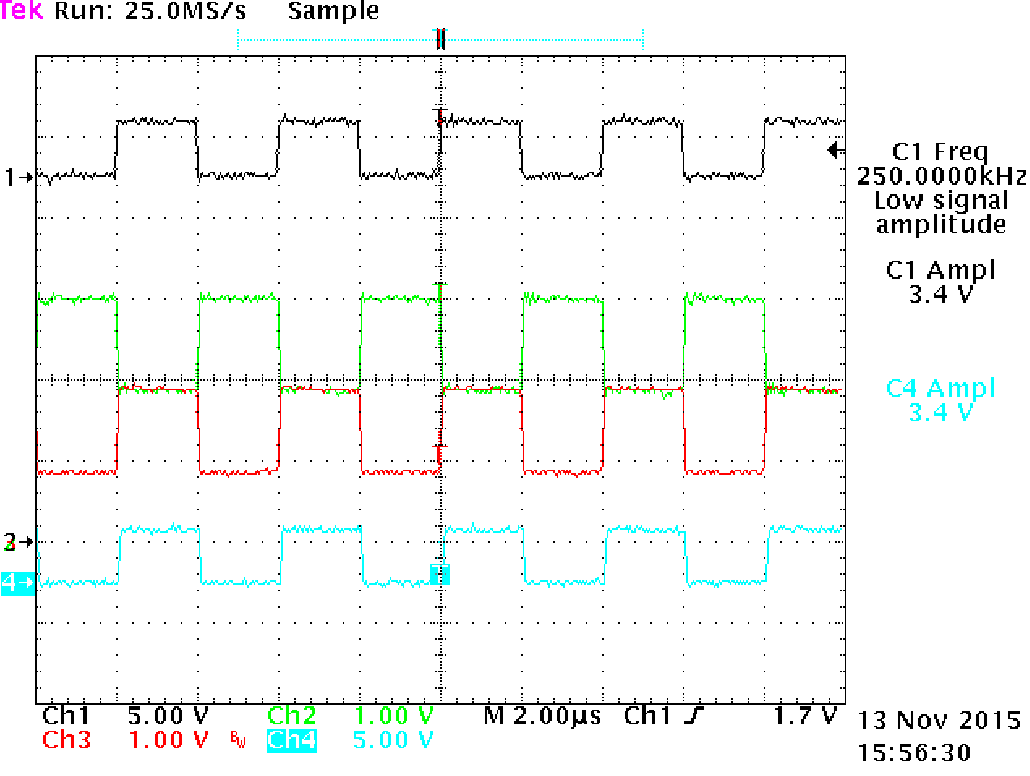 Tek Run: 25.0MS/s Sample
C1 Freq
250.0000kHz
Low signal
amplitude
C1 Ampl
3.4 V
C4 Ampl
3.4 V
1
4
Ch1 5.00 V Ch2 1.00 V M 2.00µs Ch1 1.7 V
Ch3 1.00 V BW Ch4 5.00 V
13 Nov 2015
15:56:30